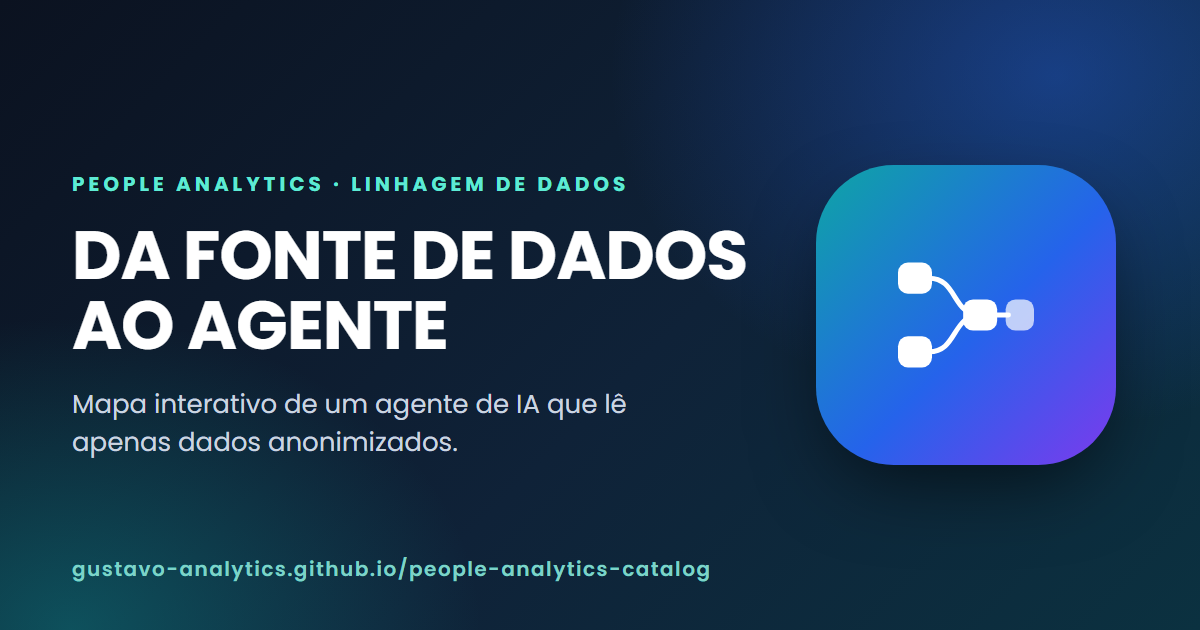 PEOPLE ANALYTICS · LINHAGEM DE DADOS
DA FONTE DE DADOS
AO AGENTE
Mapa interativo de um agente de IA que lê
apenas dados anonimizados.
gustavo-analytics.github.io/people-analytics-catalog